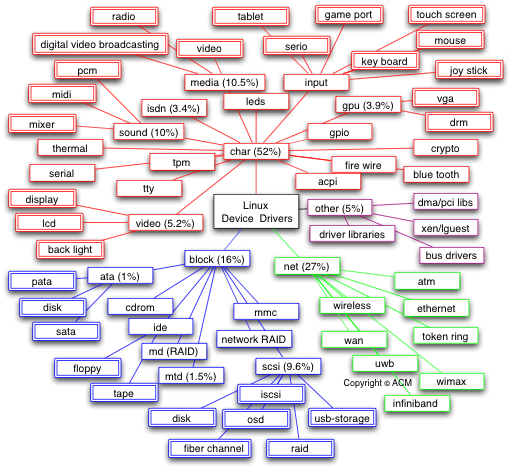 radio
tablet
game port
touch screen
digital video broadcasting
video
serio
mouse
key board
pcm
media (10.5%)
input
joy stick
midi
leds
isdn (3.4%)
gpu (3.9%)
vga
mixer
sound (10%)
gpio
drm
thermal
char (52%)
crypto
serial
tpm
fire wire
blue tooth
tty
acpi
display
Linux
Device Drivers
other (5%)
dma/pci libs
lcd
video (5.2%)
driver libraries
xen/lguest
back light
bus drivers
block (16%)
net (27%)
pata
ata (1%)
atm
disk
cdrom
mmc
wireless
ethernet
sata
ide
network RAID
wan
token ring
md (RAID)
floppy
mtd (1.5%)
scsi (9.6%)
uwb
Copyright © ACM
wimax
tape
iscsi
infiniband
disk
osd
usb-storage
fiber channel
raid